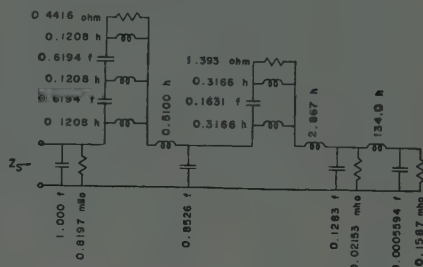 0.4416 ohm
0.1208 h
0.6194 f
0.1208 h
0.6194 f
0.1208 h
0.8100 h
1.393 ohm
0.3166 h
0.1631 f
0.3166 h
2.867 h
134.0 h
Zs
1.000 f
0.8197 mho
0.8526 f
0.1283 f
0.02153 mho
0.0005594 f
0.1587 mho